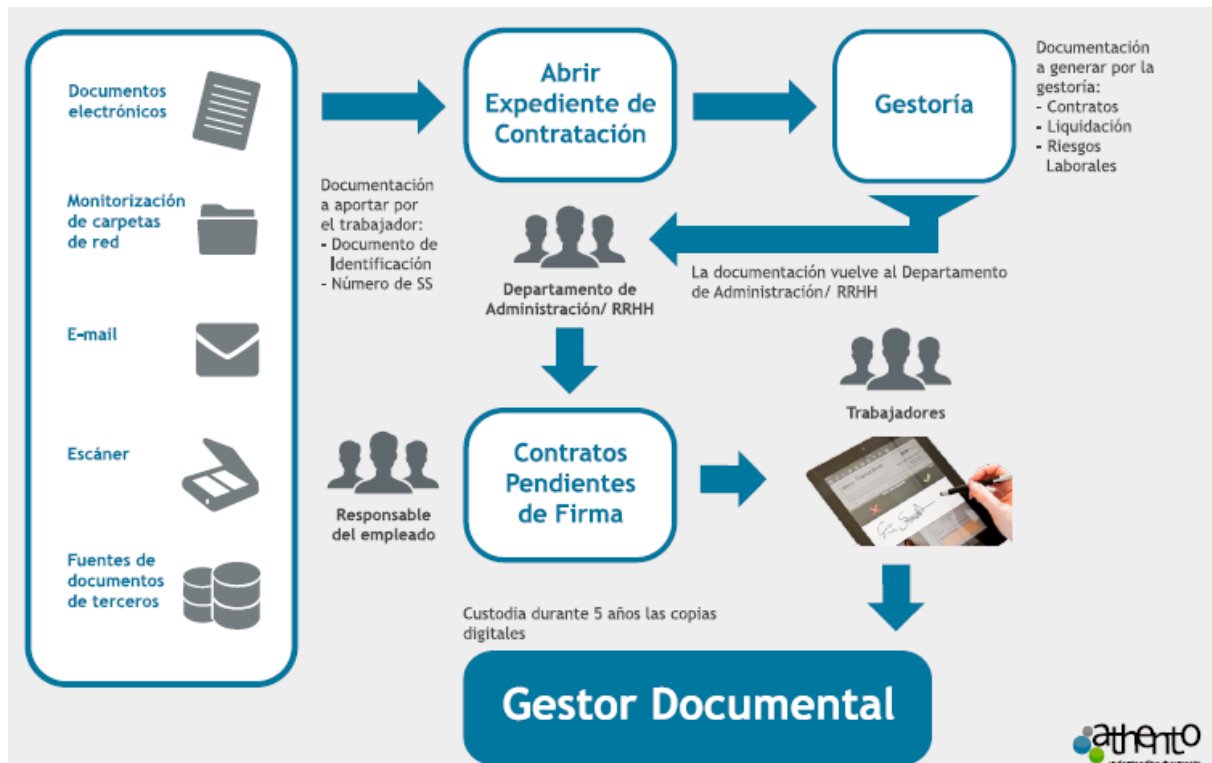 Documentos
electrónicos
Monitorización
de carpetas
de red
E-mail
Escáner
Fuentes de
documentos
de terceros
Documentación
a aportar por
el trabajador:
- Documento de
Identificación
- Número de SS
Abrir
Expediente de
Contratación
Gestoría
Documentación
a generar por la
gestoría:
- Contratos
- Liquidación
- Riesgos
Laborales
Departamento de
Administración/ RRHH
La documentación vuelve al Departamento
de Administración/ RRHH
Responsable
del empleado
Contratos
Pendientes
de Firma
Trabajadores
Custodia durante 5 años las copias
digitales
Gestor Documental
athento